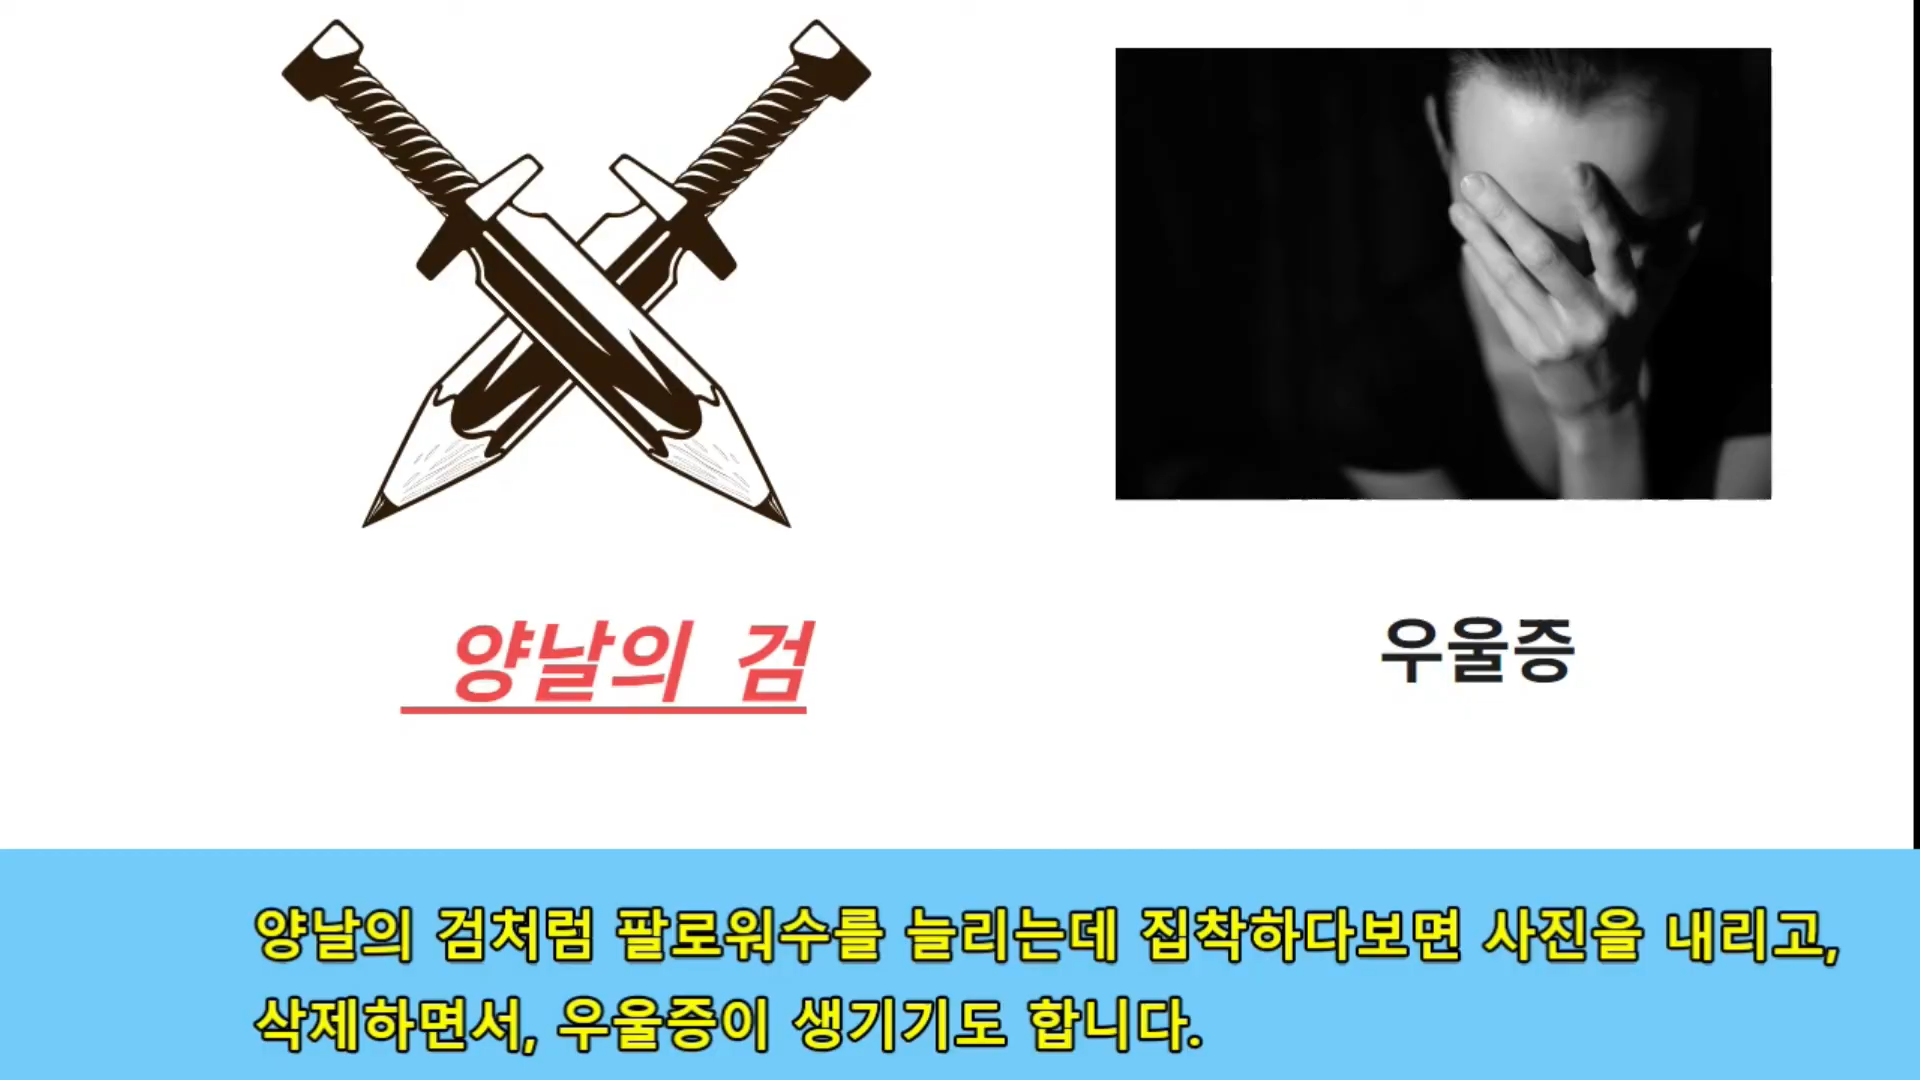 양날의 검
우울증
양날의 검처럼 팔로워수를 늘리는데 집착하다보면 사진을 내리고,
삭제하면서, 우울증이 생기기도 합니다.